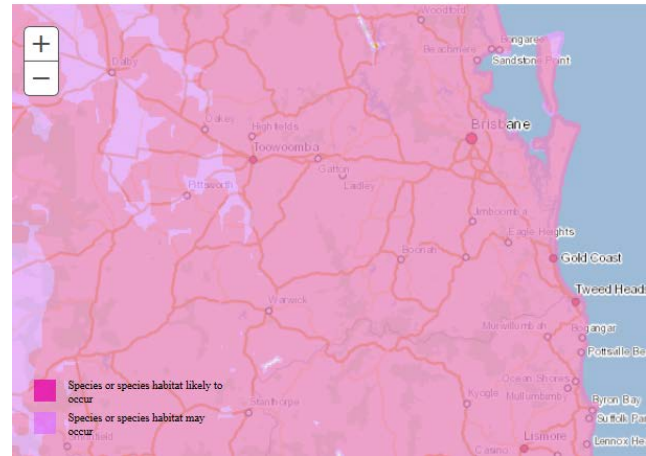 +
Woodford
Bongaree
Beachmere
Sandstone Point
−
Dalby
Oakey
Highfields
Brisbane
Toowoomba
Gatton
Laidley
Pittsworth
Jimboomba
Eagle Heights
Boonah
Gold Coast
Tweed Heads
Warwick
Murwillumbah
Bogangar
Pottsville Be
Species or species habitat likely to
occur
Ocean Shores
Mullumbimby
Stanthorpe
Kyogle
Byron Bay
Species or species habitat may
occur
Suffolk Par
Lennox He
Casino
Lismore